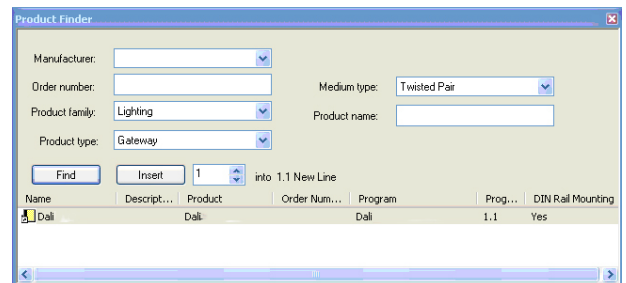 Product Finder
Manufacturer:
Order number:
Medium type: Twisted Pair
Product family: Lighting
Product name:
Product type: Gateway
Find Insert 1 into 1.1 New Line
Name Descript... Product Order Num... Program Prog... DIN Rail Mounting
Dali Dali Dali 1.1 Yes